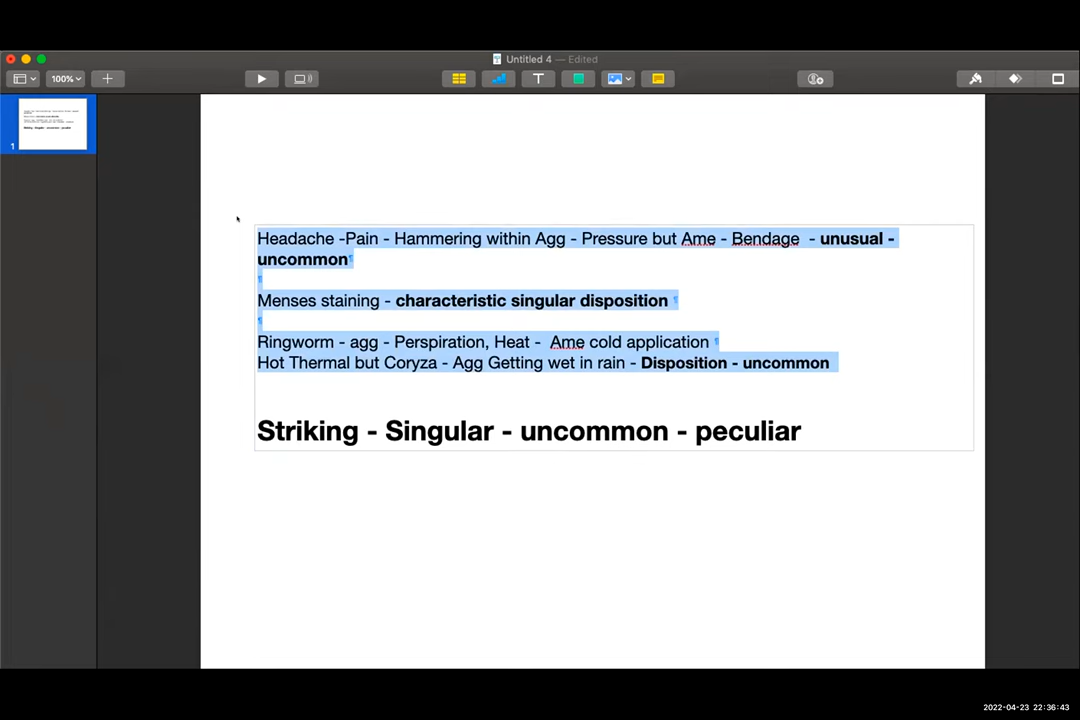 Untitled 4 — Edited
100%
1
Headache -Pain - Hammering within Agg - Pressure but Ame - Bendage - unusual -
uncommon
Menses staining - characteristic singular disposition
Ringworm - agg - Perspiration, Heat - Ame cold application
Hot Thermal but Coryza - Agg Getting wet in rain - Disposition - uncommon
Striking - Singular - uncommon - peculiar
2022-04-23 22:36:43